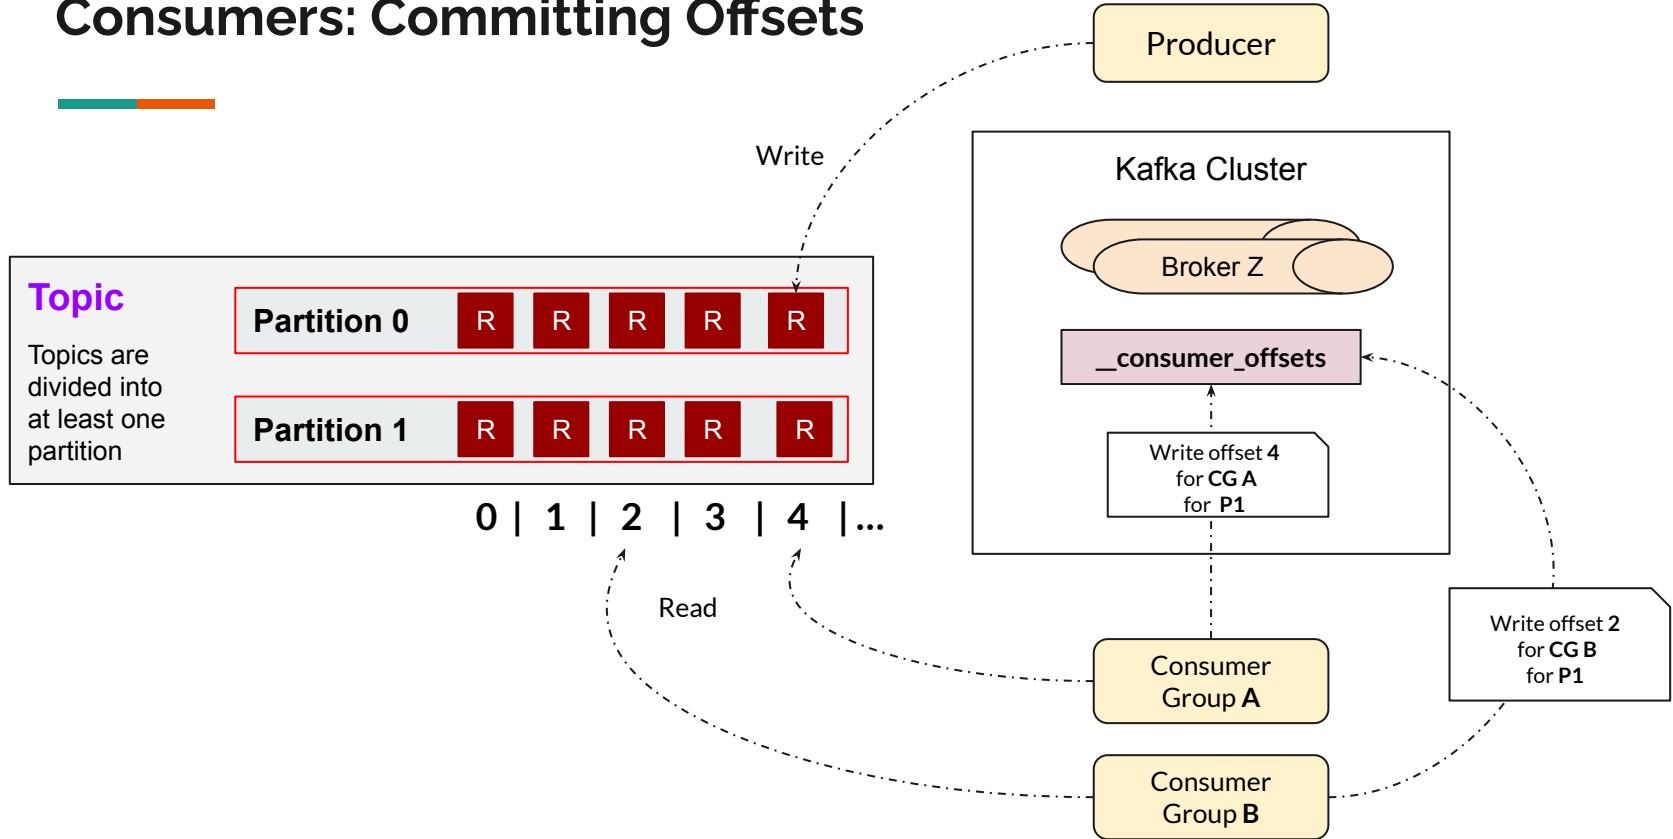 Consumers: Committing Offsets
Producer
Write
Kafka Cluster
Broker Z
__consumer_offsets
Write offset 4
for CG A
for P1
Topic
Topics are
divided into
at least one
partition
Partition 0 R R R R R
Partition 1 R R R R R
0 | 1 | 2 | 3 | 4 |...
Read
Consumer
Group A
Write offset 2
for CG B
for P1
Consumer
Group B